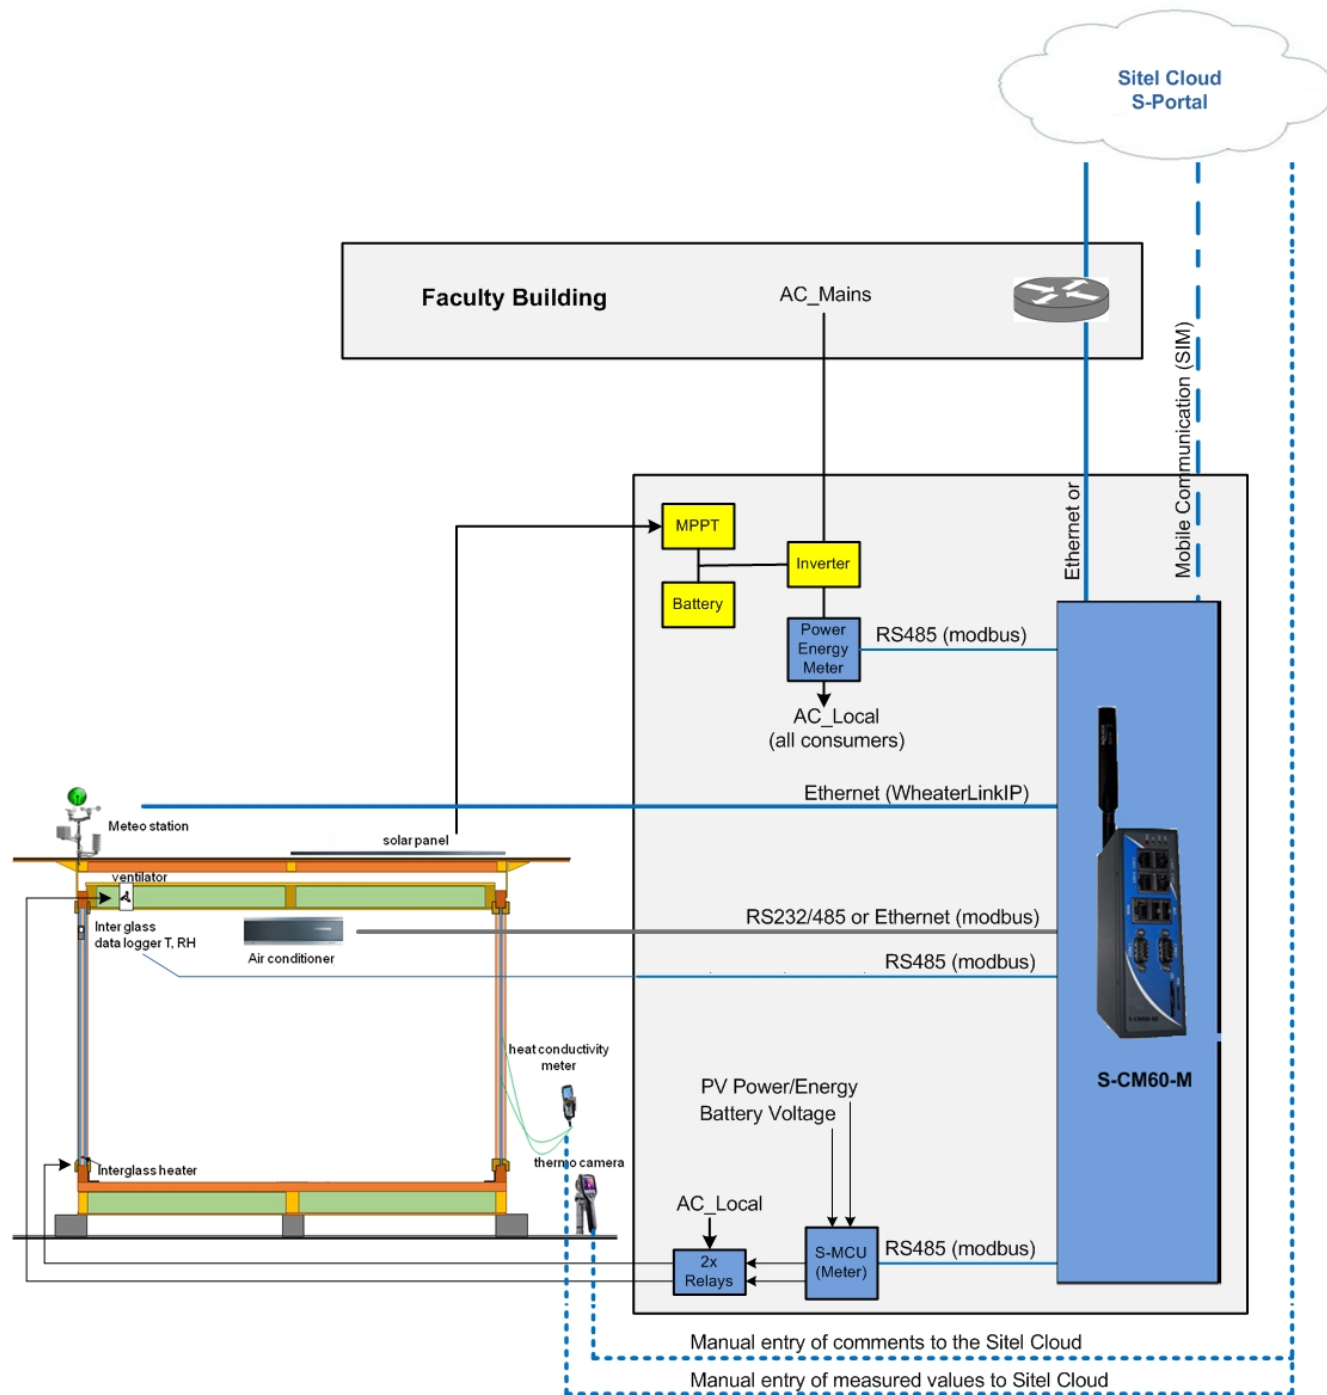 Sitel Cloud
S-Portal
Faculty Building
AC_Mains
Ethernet or
Mobile Communication (SIM)
MPPT
Inverter
Battery
Power
Energy
Meter
RS485 (modbus)
AC_Local
(all consumers)
Ethernet (WheaterLinkIP)
Meteo station
solar panel
ventilator
RS232/485 or Ethernet (modbus)
Inter glass
data logger T, RH
Air conditioner
RS485 (modbus)
heat conductivity
meter
S-CM60-M
S-CM60-M
PV Power/Energy
Battery Voltage
thermo camera
Interglass heater
AC_Local
2x
Relays
S-MCU
(Meter)
RS485 (modbus)
Manual entry of comments to the Sitel Cloud
Manual entry of measured values to Sitel Cloud